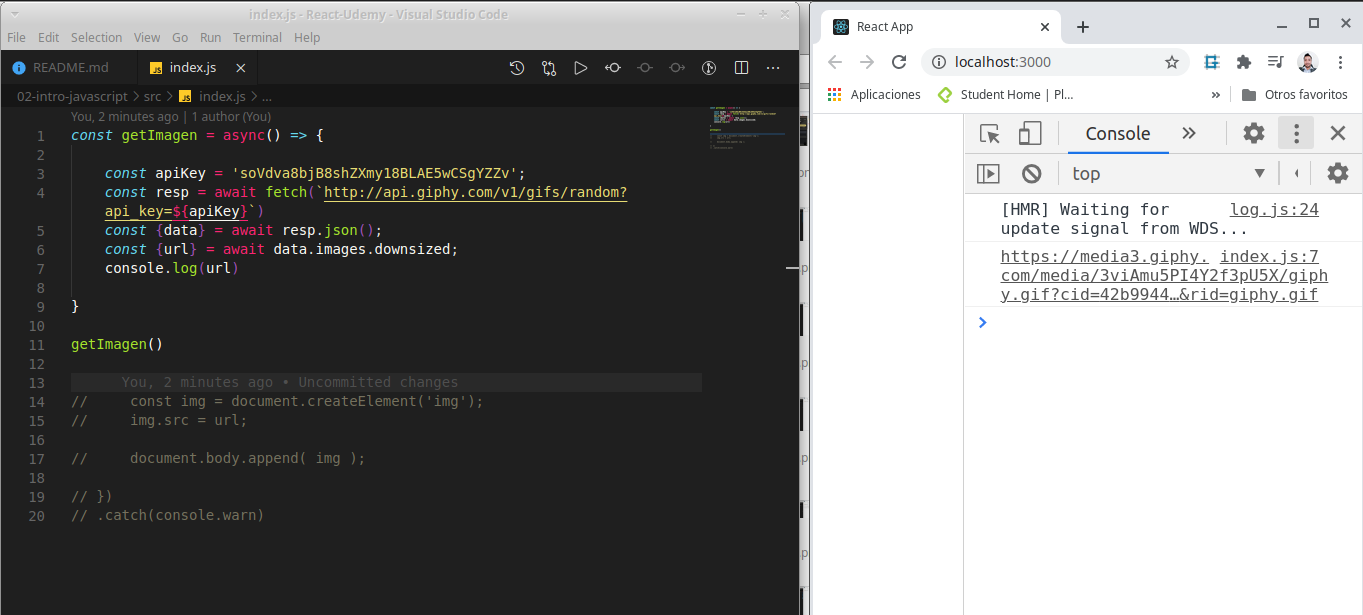 index.js - React-Udemy - Visual Studio Code
File Edit Selection View Go Run Terminal Help
README.md
JS index.js
02-intro-javascript > src > JS index.js > ...
You, 2 minutes ago | 1 author (You)
1 const getImagen = async() => {
2
3 const apiKey = 'soVdva8bjB8shZXmy18BLAE5wCSgYZZv';
4 const resp = await fetch(`http://api.giphy.com/v1/gifs/random?
api_key=${apiKey}`)
5 const {data} = await resp.json();
6 const {url} = await data.images.downsized;
7 console.log(url)
8
9 }
10
11 getImagen()
12
13 You, 2 minutes ago • Uncommitted changes
14 // const img = document.createElement('img');
15 // img.src = url;
16
17 // document.body.append( img );
18
19 // })
20 // .catch(console.warn)
React App
localhost:3000
Aplicaciones
Student Home | Pl...
»
Otros favoritos
Console
top
[HMR] Waiting for log.js:24
update signal from WDS...
https://media3.giphy. index.js:7
com/media/3viAmu5PI4Y2f3pU5X/giph
y.gif?cid=42b9944…&rid=giphy.gif